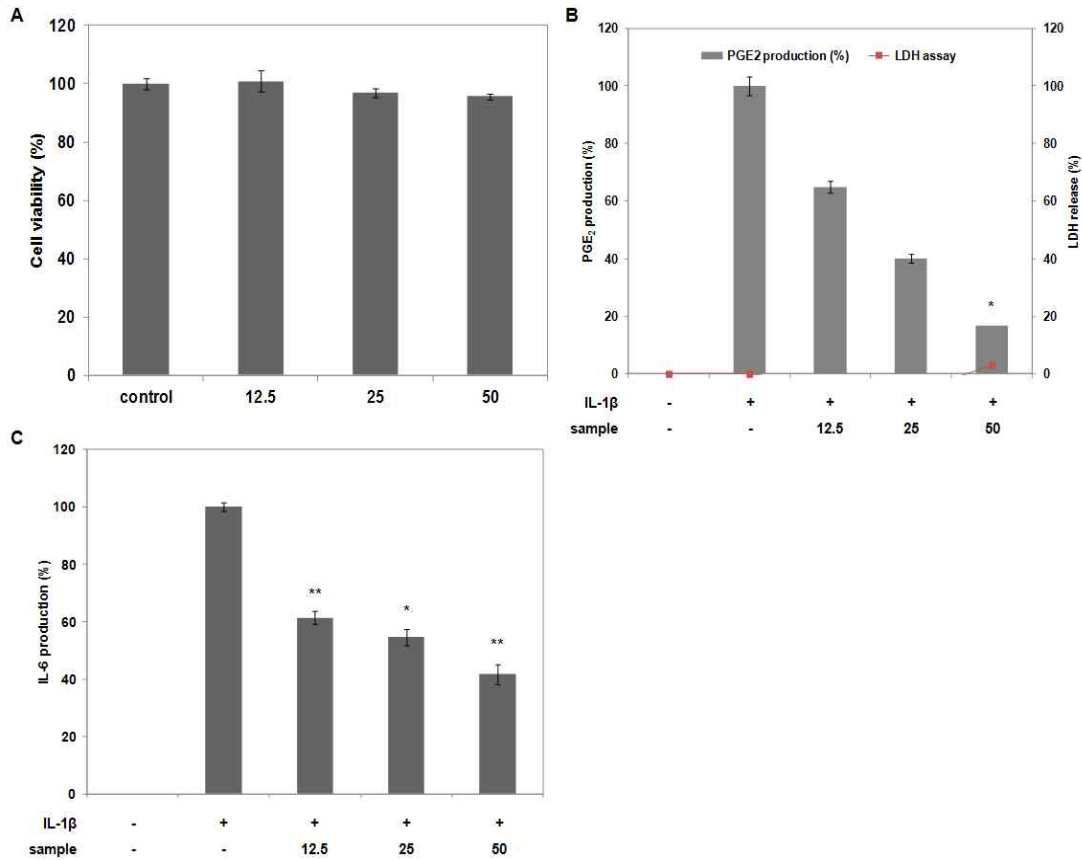 A
120
100
80
60
40
20
0
Cell viability (%)
control 12.5 25 50
B
PGE2 production (%) LDH assay
120
100
80
60
40
20
0
PGE₂ production (%)
120
100
80
60
40
20
0
LDH release (%)
*
IL-1β - + + + +
sample - - 12.5 25 50
C
120
100
80
60
40
20
0
IL-6 production (%)
** * **
IL-1β - + + + +
sample - - 12.5 25 50